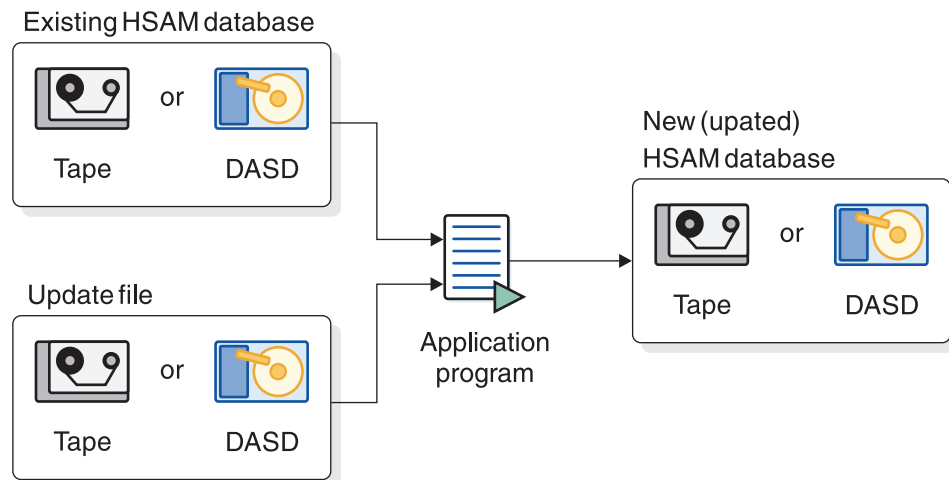 Existing HSAM database
or
Tape
DASD
Update file
or
Tape
DASD
Application
program
New (upated)
HSAM database
or
Tape
DASD